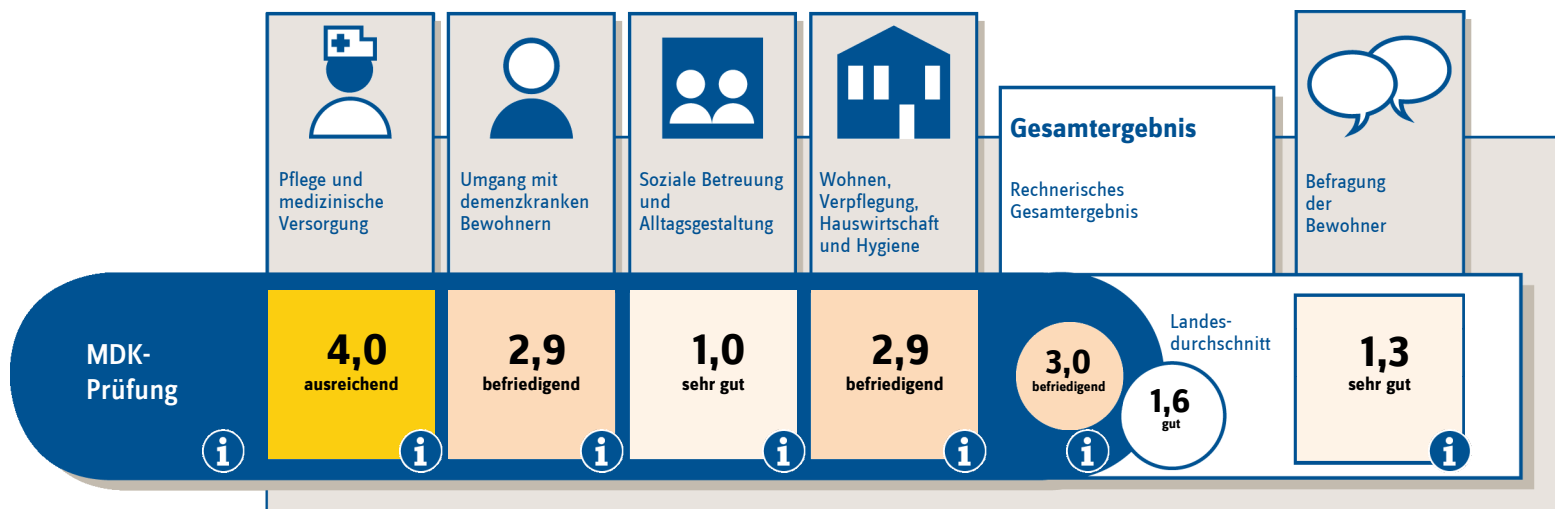 Pflege und
medizinische
Versorgung
Umgang mit
demenzkranken
Bewohnern
Soziale Betreuung
und
Alltagsgestaltung
Wohnen,
Verpflegung,
Hauswirtschaft
und Hygiene
Gesamtergebnis
Rechnerisches
Gesamtergebnis
Befragung
der
Bewohner
MDK-
Prüfung
i
4,0
ausreichend
i
2,9
befriedigend
i
1,0
sehr gut
i
2,9
befriedigend
i
3,0
befriedigend
i
Landes-
durchschnitt
1,6
gut
1,3
sehr gut
i